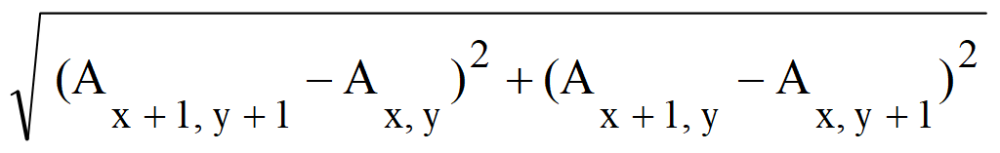 √((A_{x+1, y+1} − A_{x, y})² + (A_{x+1, y} − A_{x, y+1})²)